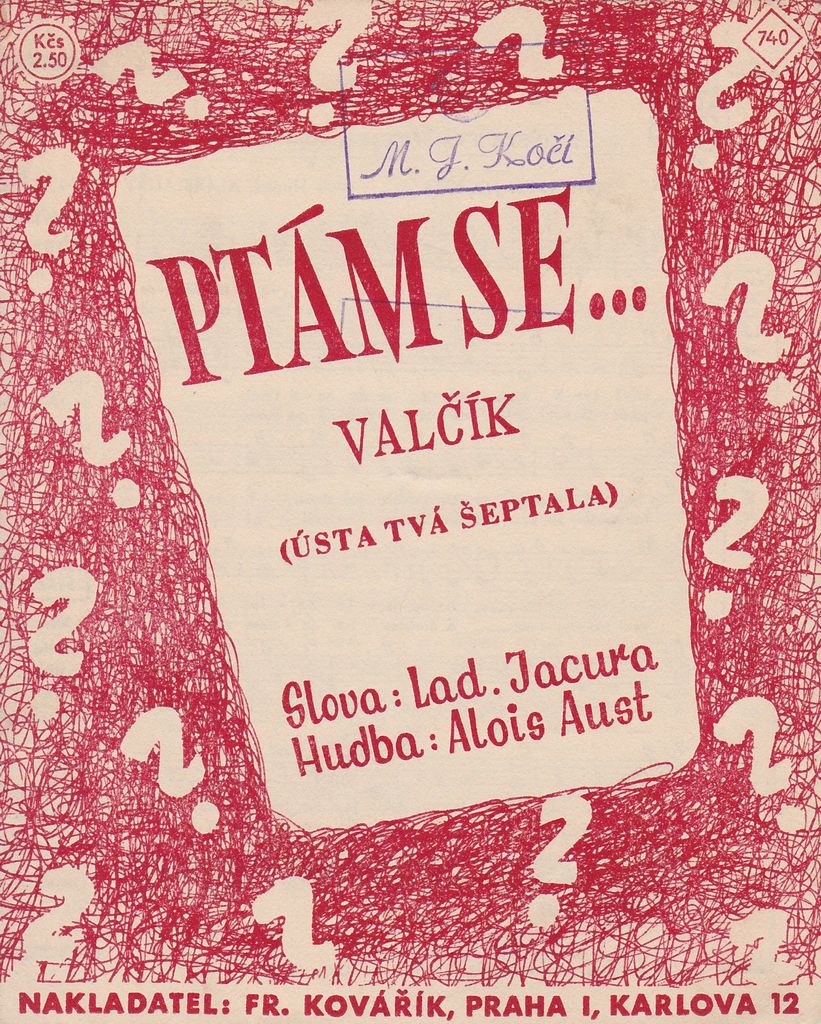 Kčs
2.50
740
M. J. Kočí
PTÁM SE...
VALČÍK
(ÚSTA TVÁ ŠEPTALA)
Slova: Lad. Jacura
Hudba: Alois Aust
NAKLADATEL: FR. KOVÁŘÍK, PRAHA I, KARLOVA 12